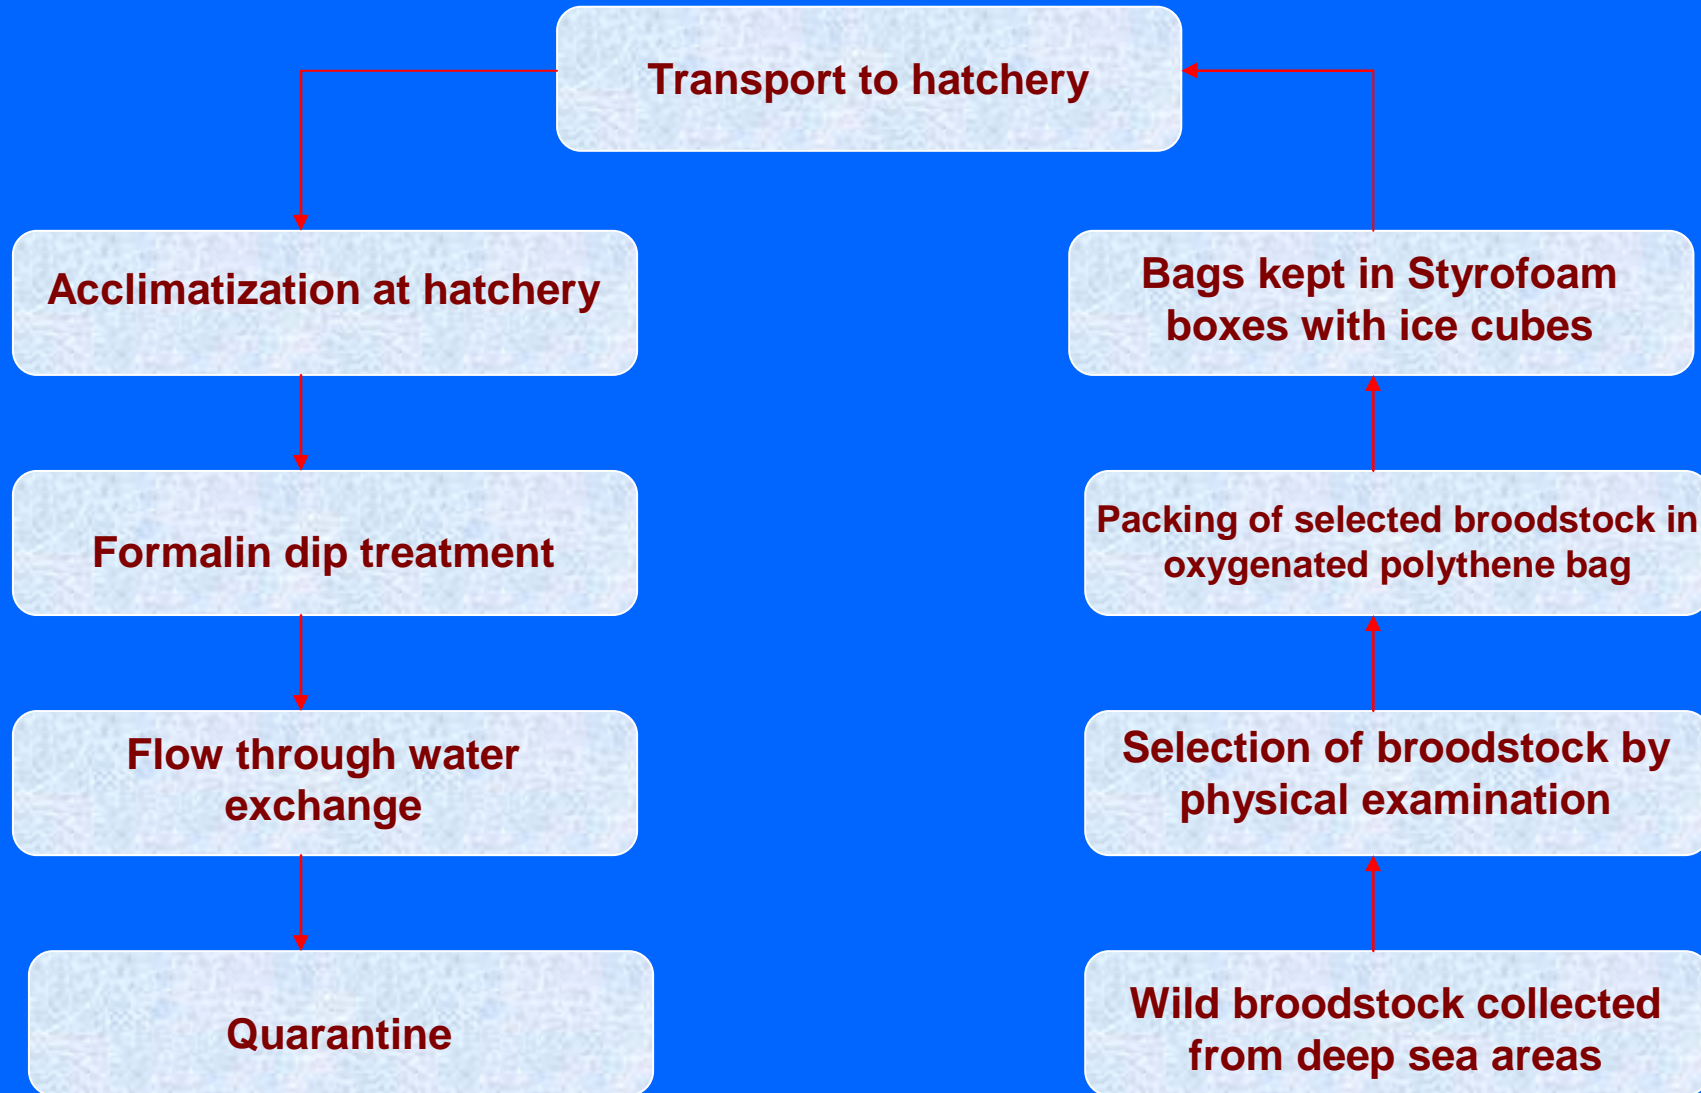 Transport to hatchery
Acclimatization at hatchery
Bags kept in Styrofoam
boxes with ice cubes
Formalin dip treatment
Packing of selected broodstock in
oxygenated polythene bag
Flow through water
exchange
Selection of broodstock by
physical examination
Quarantine
Wild broodstock collected
from deep sea areas